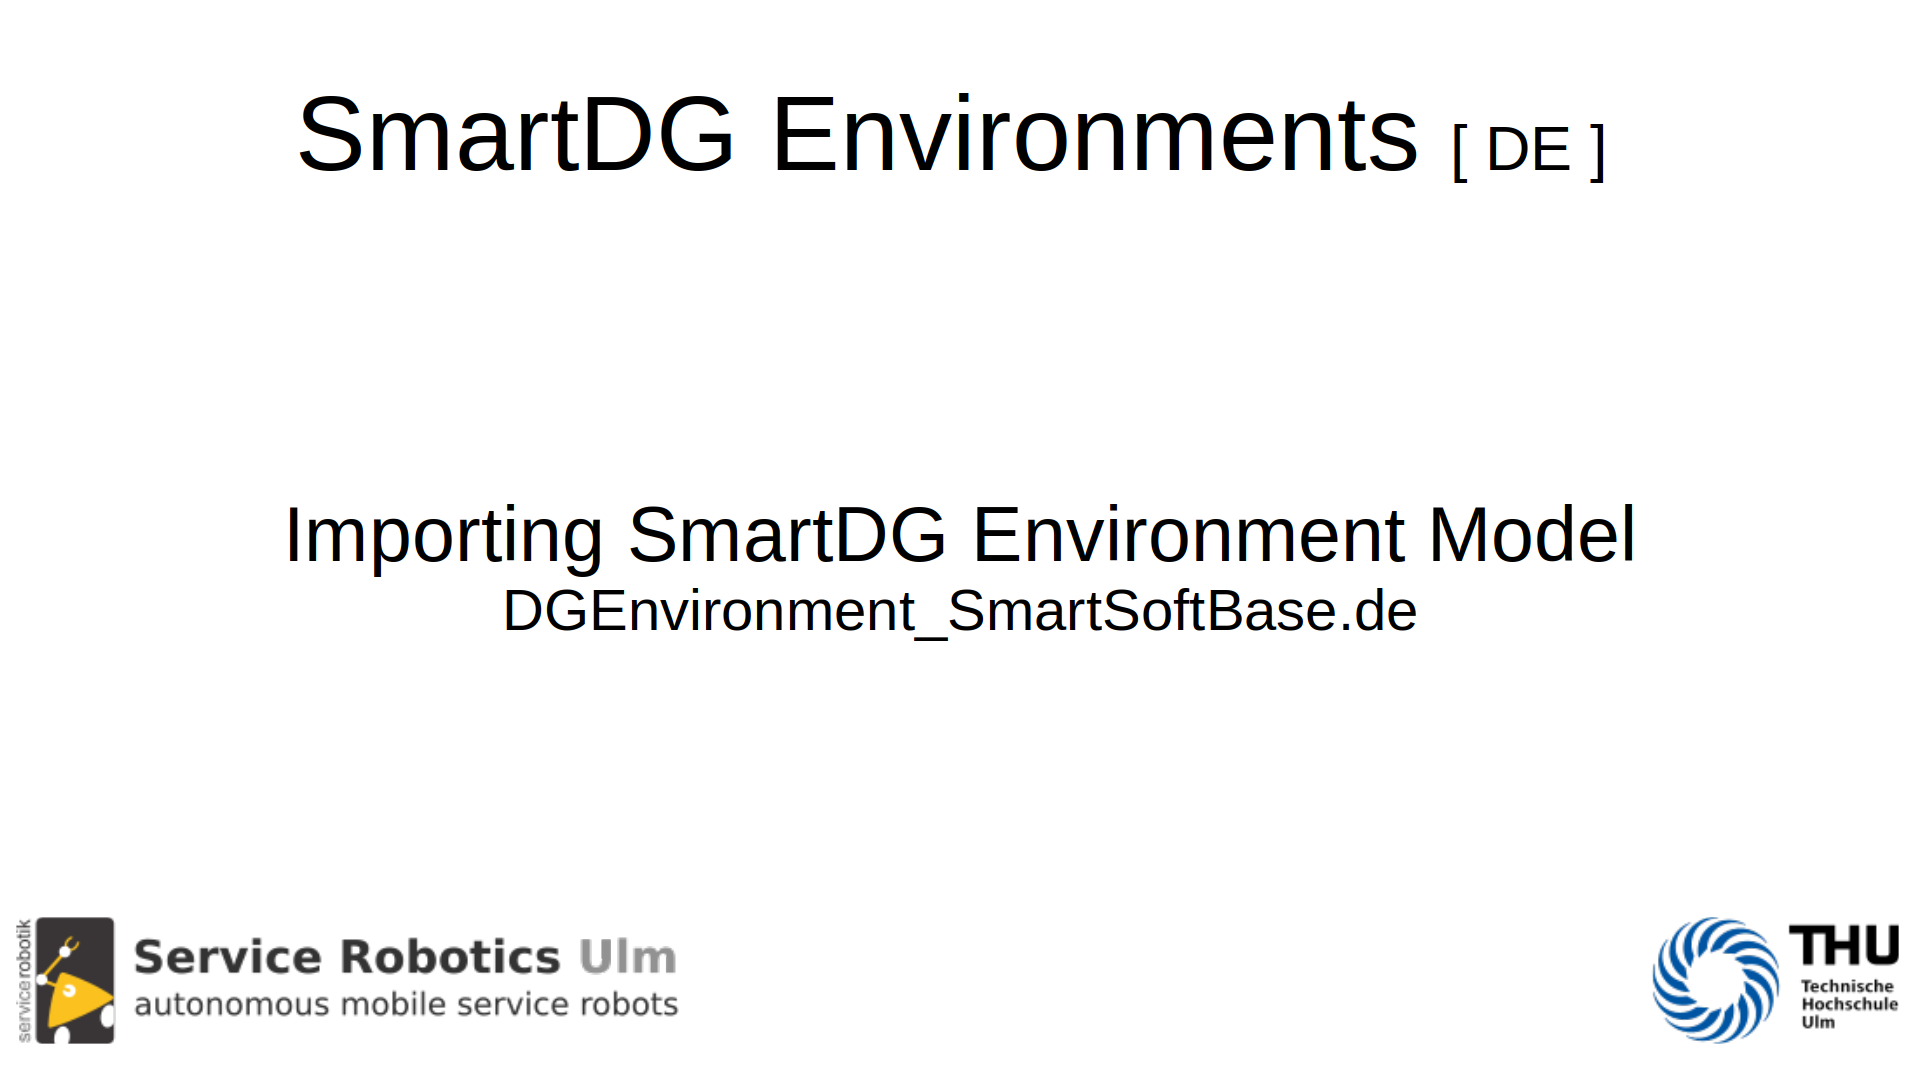 SmartDG Environments [ DE ]
Importing SmartDG Environment Model
DGEnvironment_SmartSoftBase.de
servicerobotik
Service Robotics Ulm
autonomous mobile service robots
THU
Technische
Hochschule
Ulm